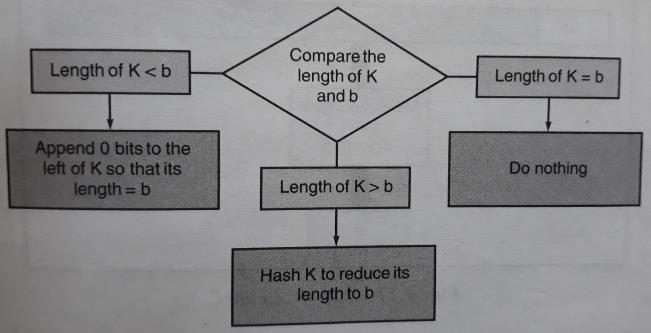 Compare the
length of K
and b
Length of K < b
Length of K = b
Append 0 bits to the
left of K so that its
length = b
Do nothing
Length of K > b
Hash K to reduce its
length to b